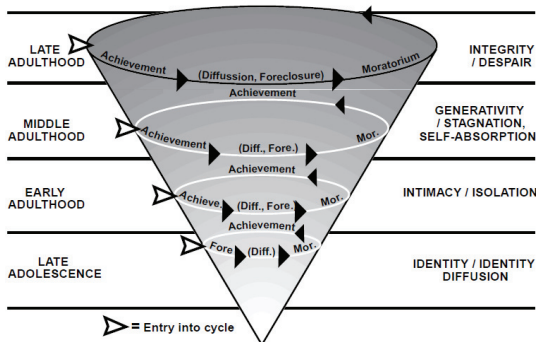 LATE
ADULTHOOD
Achievement
(Diffussion, Foreclosure)
Moratorium
INTEGRITY
/ DESPAIR
Achievement
MIDDLE
ADULTHOOD
Achievement
(Diff., Fore.)
Mor.
GENERATIVITY
/ STAGNATION,
SELF-ABSORPTION
Achievement
EARLY
ADULTHOOD
Achieve.
(Diff., Fore.)
Mor.
INTIMACY / ISOLATION
Achievement
LATE
ADOLESCENCE
Fore
(Diff.)
Mor.
IDENTITY / IDENTITY
DIFFUSION
= Entry into cycle